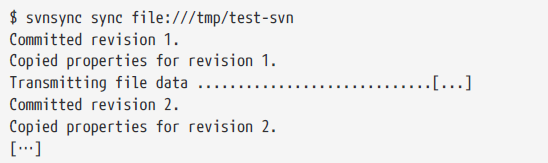 $ svnsync sync file:///tmp/test-svn
Committed revision 1.
Copied properties for revision 1.
Transmitting file data .............................[...]
Committed revision 2.
Copied properties for revision 2.
[…]